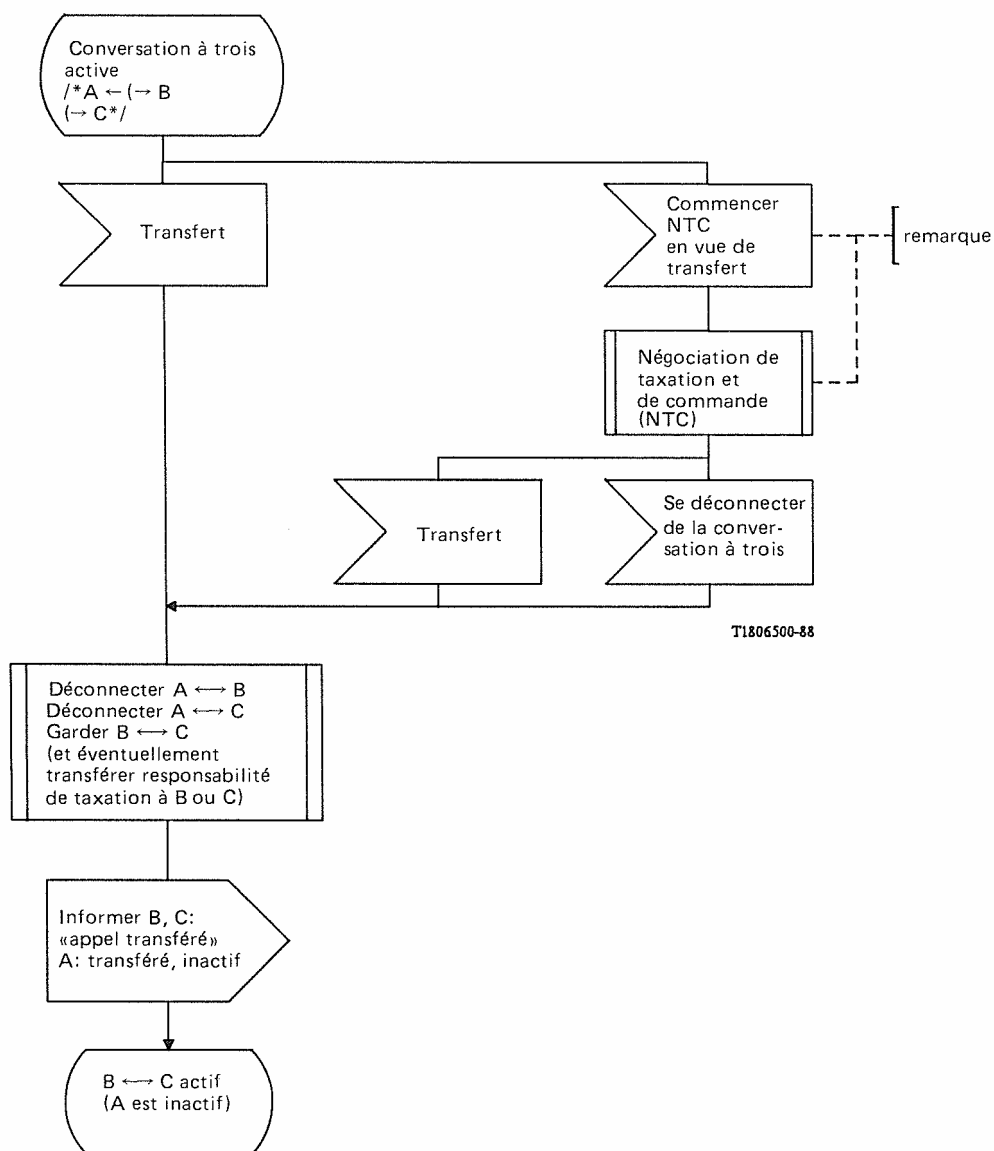 Conversation à trois
active
/*A ← (→ B
(→ C*/
Transfert
Commencer
NTC
en vue de
transfert
remarque
Négociation de
taxation et
de commande
(NTC)
Transfert
Se déconnecter
de la conver-
sation à trois
T1806500-88
Déconnecter A ←→ B
Déconnecter A ←→ C
Garder B ←→ C
(et éventuellement
transférer responsabilité
de taxation à B ou C)
Informer B, C:
«appel transféré»
A: transféré, inactif
B ←→ C actif
(A est inactif)